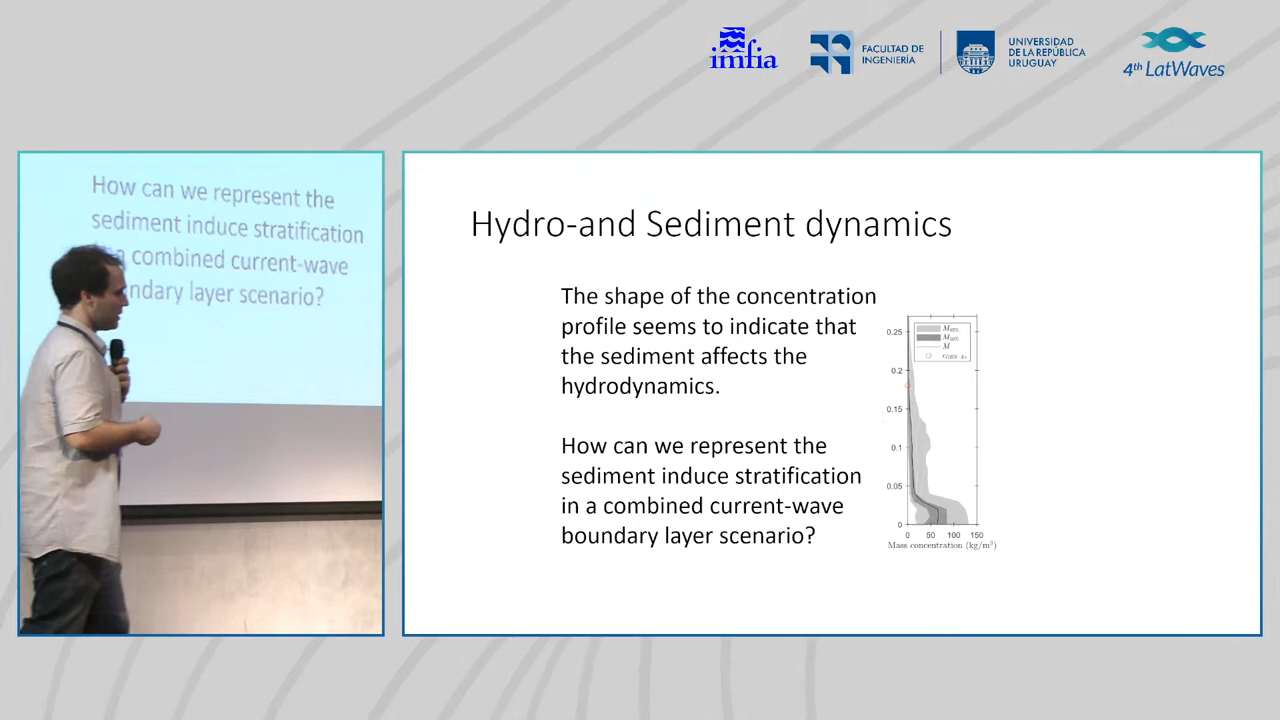 imfia
FACULTAD DE
INGENIERÍA
UNIVERSIDAD
DE LA REPÚBLICA
URUGUAY
4th LatWaves
How can we represent the
sediment induce stratification
a combined current-wave
ndary layer scenario?
Hydro-and Sediment dynamics
The shape of the concentration
profile seems to indicate that
the sediment affects the
hydrodynamics.
How can we represent the
sediment induce stratification
in a combined current-wave
boundary layer scenario?
0.25
0.2
0.15
0.1
0.05
0
0 50 100 150
Mass concentration (kg/m³)